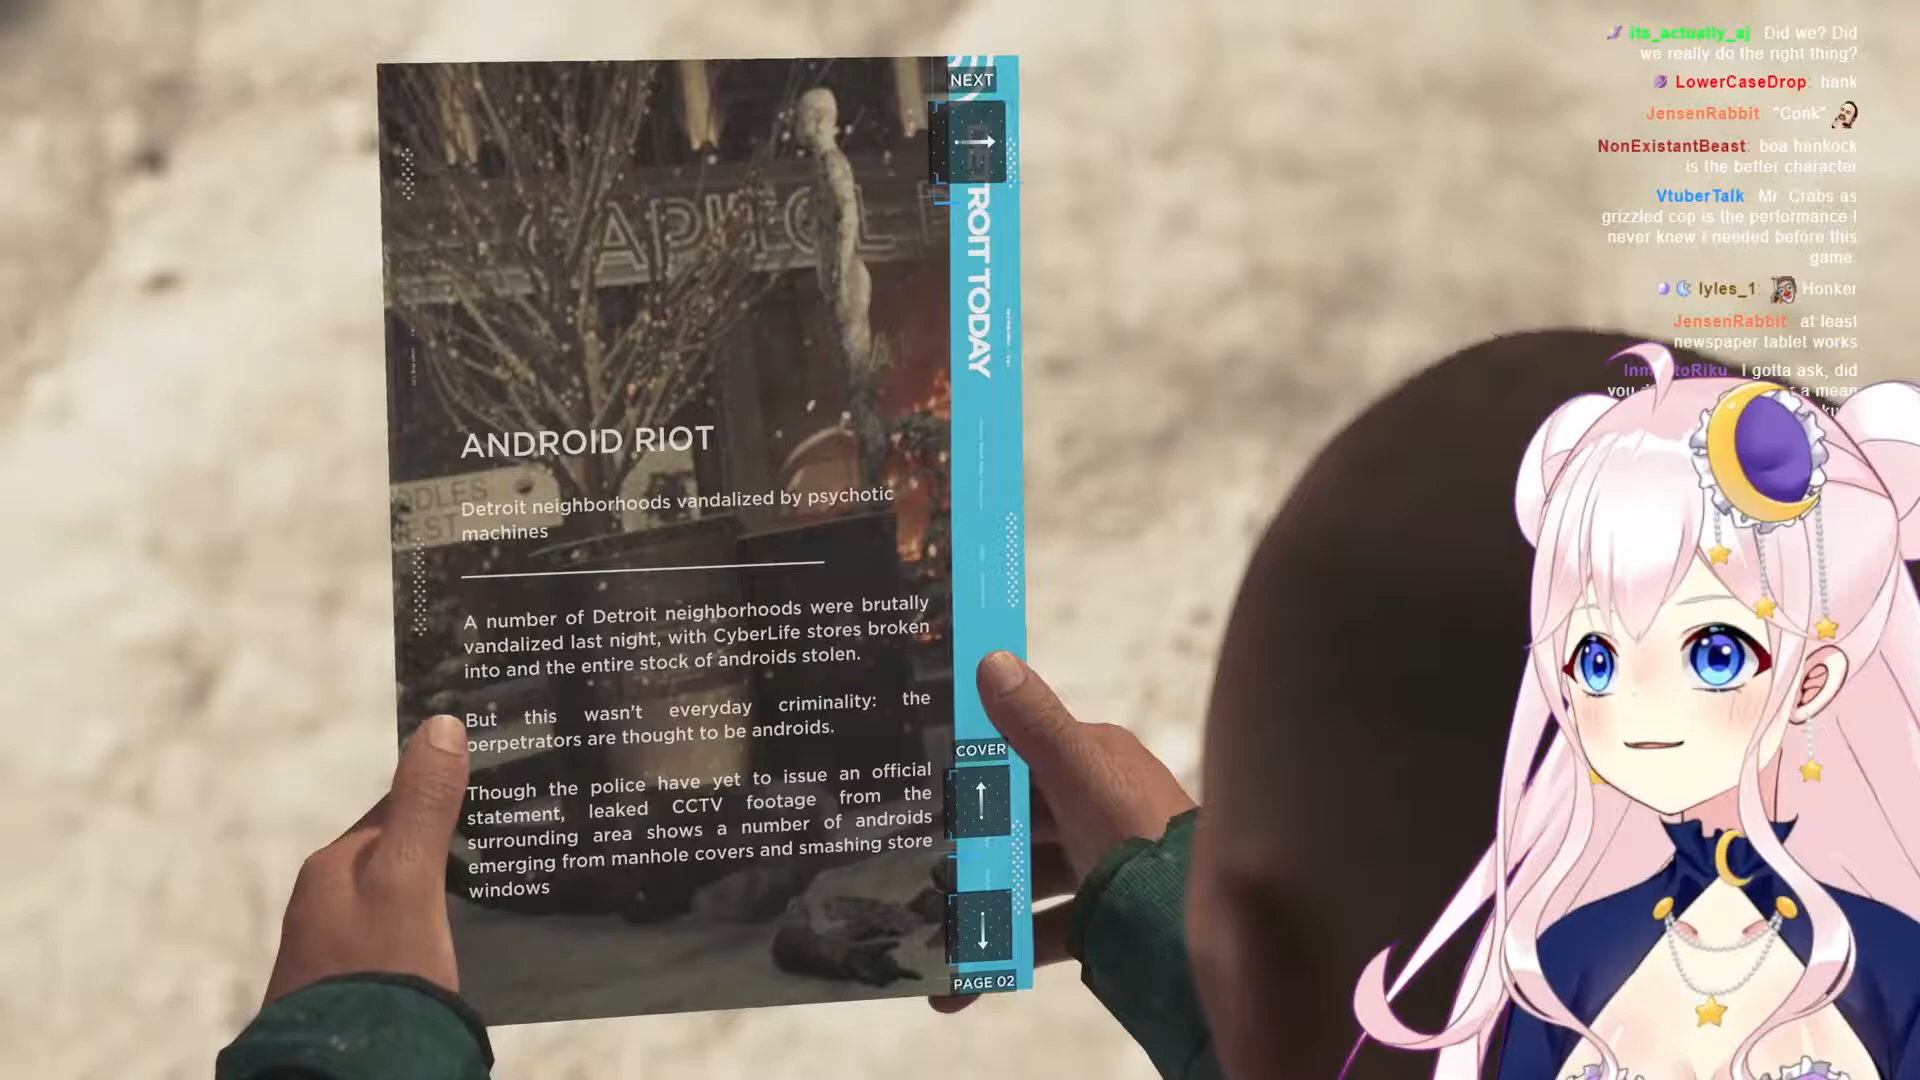 its_actually_aj Did we? Did
we really do the right thing?
LowerCaseDrop: hank
JensenRabbit "Conk"
NonExistantBeast: boa hankock
is the better character
VtuberTalk Mr. Crabs as
grizzled cop is the performance I
never knew i needed before this
game.
lyles_1: Honker
JensenRabbit at least
newspaper tablet works
toRiku I gotta ask, did
you a mean
NEXT
ROIT TODAY
CAPITOL
ANDROID RIOT
Detroit neighborhoods vandalized by psychotic
machines
A number of Detroit neighborhoods were brutally
vandalized last night, with CyberLife stores broken
into and the entire stock of androids stolen.
But this wasn't everyday criminality: the
perpetrators are thought to be androids.
Though the police have yet to issue an official
statement, leaked CCTV footage from the
surrounding area shows a number of androids
emerging from manhole covers and smashing store
windows
COVER
PAGE 02